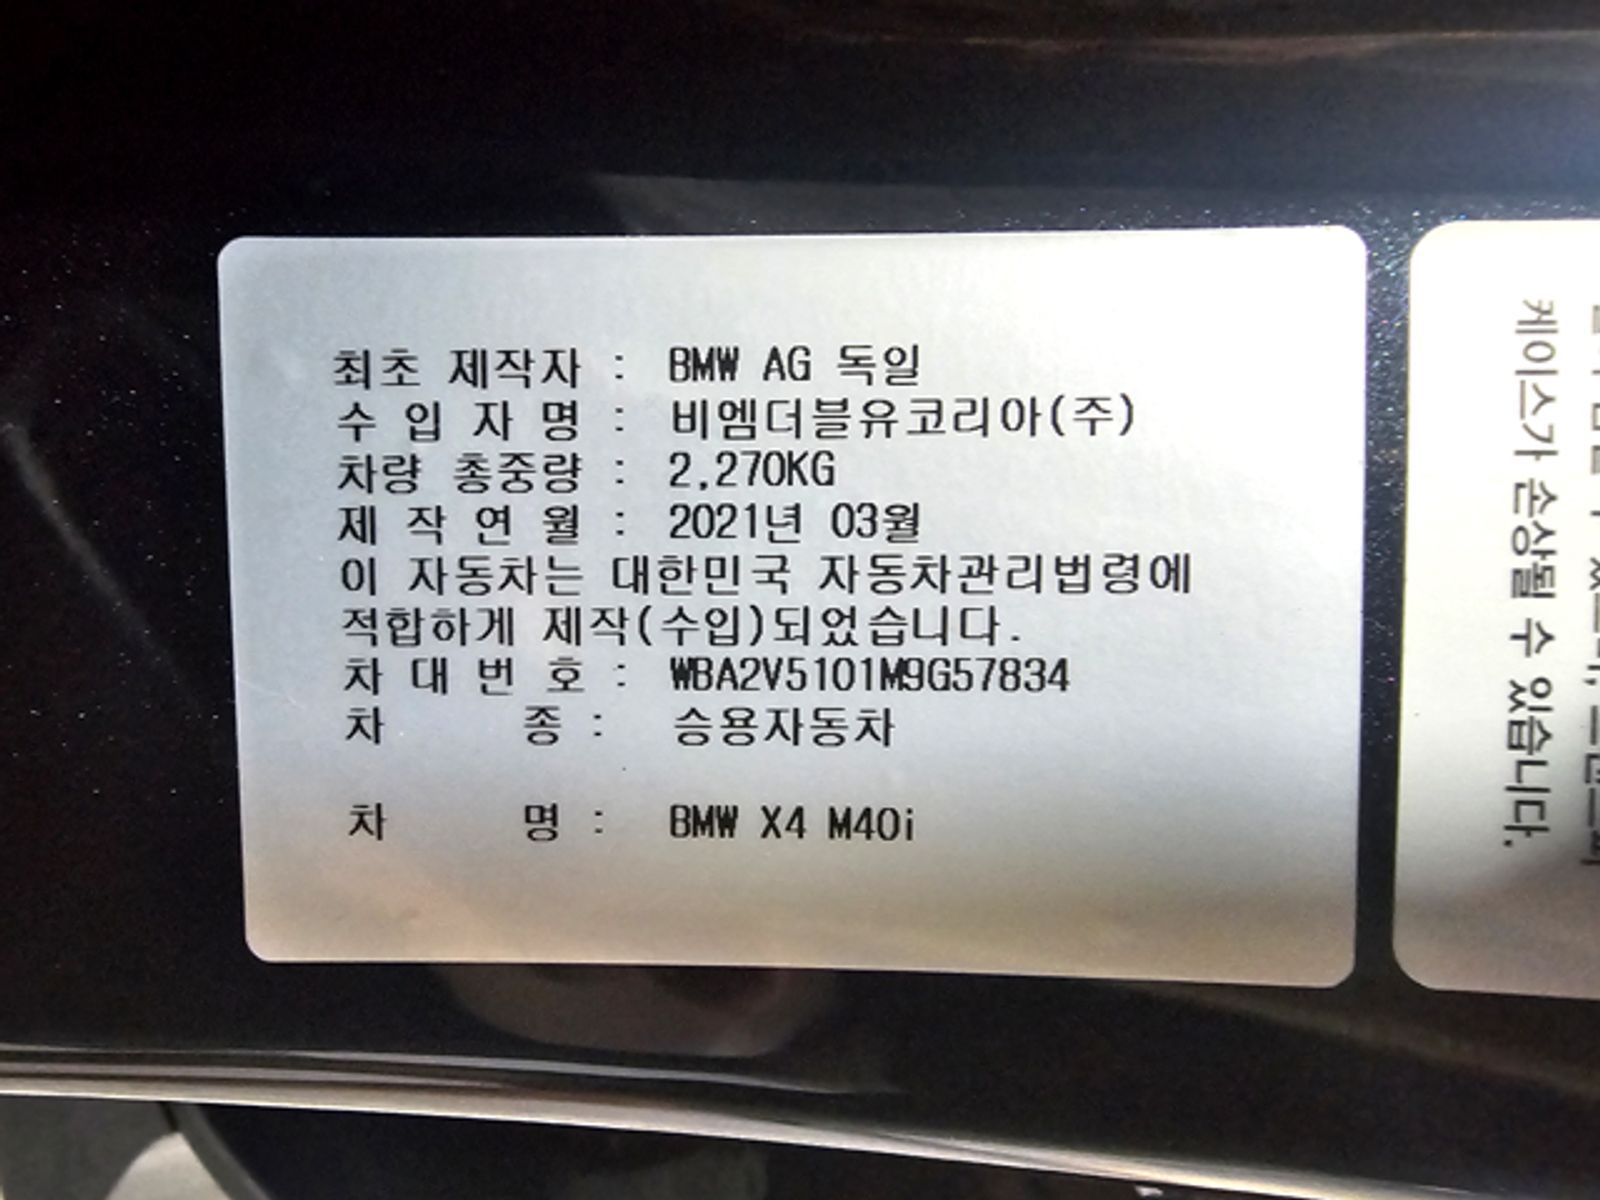 최초 제작자 : BMW AG 독일
수 입 자 명 : 비엠더블유코리아(주)
차량 총중량 : 2,270KG
제 작 연 월 : 2021년 03월
이 자동차는 대한민국 자동차관리법령에
적합하게 제작(수입)되었습니다.
차 대 번 호 : WBA2V5101M9G57834
차 종 : 승용자동차
차 명 : BMW X4 M40i
케이스가 손상될 수 있습니다.